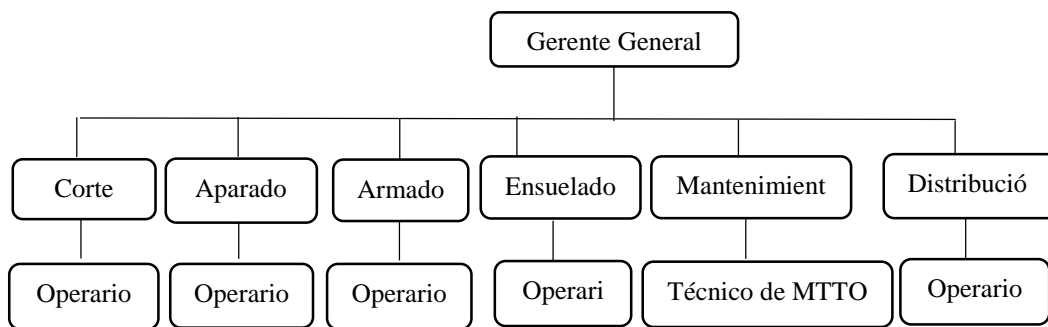 Gerente General
Corte
Aparado
Armado
Ensuelado
Mantenimient
Distribució
Operario
Operario
Operario
Operari
Técnico de MTTO
Operario